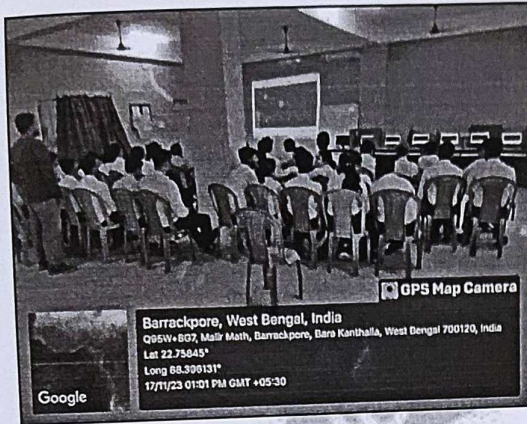 GPS Map Camera
Barrackpore, West Bengal, India
Q95W+8G7, Malir Math, Barrackpore, Bara Kanthalia, West Bengal 700120, India
Lat 22.75845°
Long 88.396131°
17/11/23 01:01 PM GMT +05:30
Google